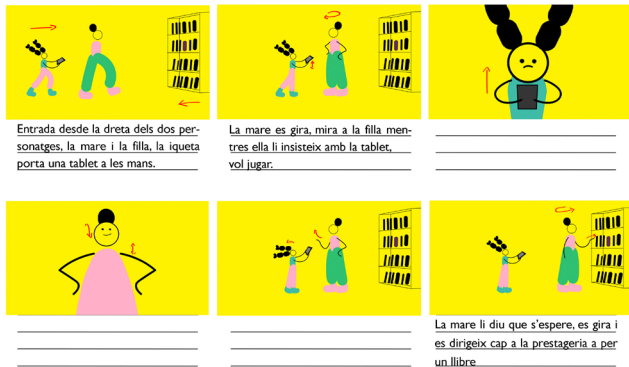 Entrada desde la dreta dels dos per-
sonatges, la mare i la filla, la iqueta
porta una tablet a les mans.
La mare es gira, mira a la filla men-
tres ella li insisteix amb la tablet,
vol jugar.
La mare li diu que s'espere, es gira i
es dirigeix cap a la prestageria a per
un llibre